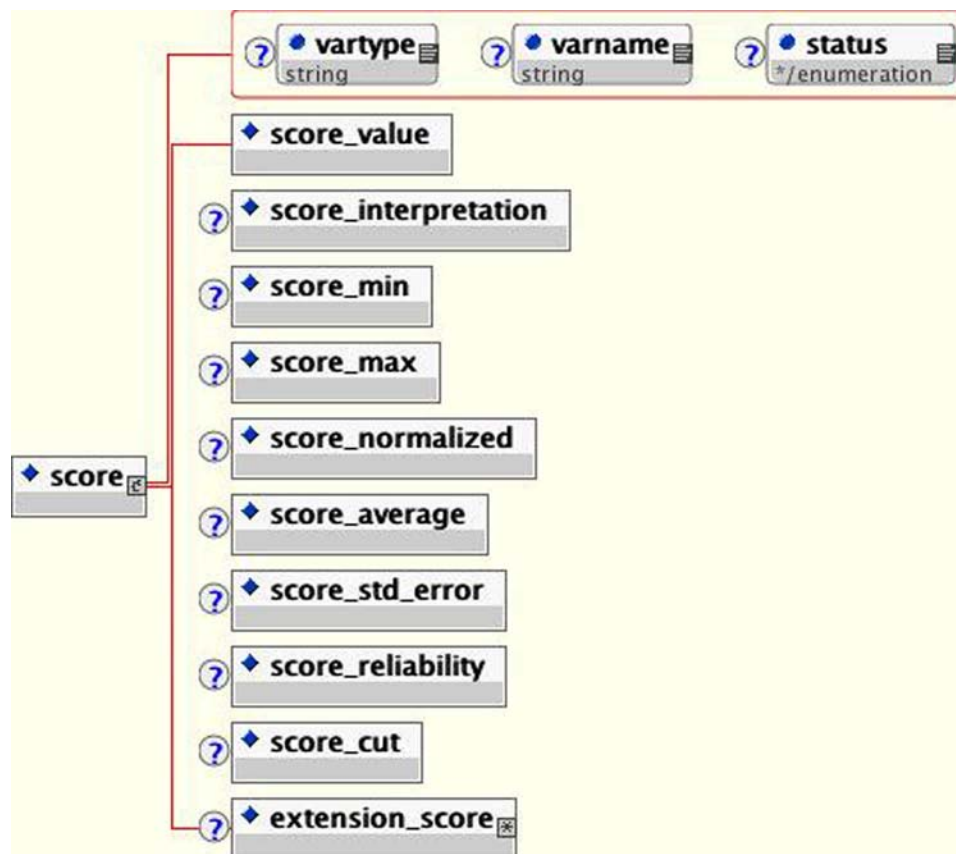 ? vartype ? varname ? status
string string */enumeration
score_value
? score_interpretation
? score_min
? score_max
? score_normalized
score
? score_average
? score_std_error
? score_reliability
? score_cut
? extension_score *